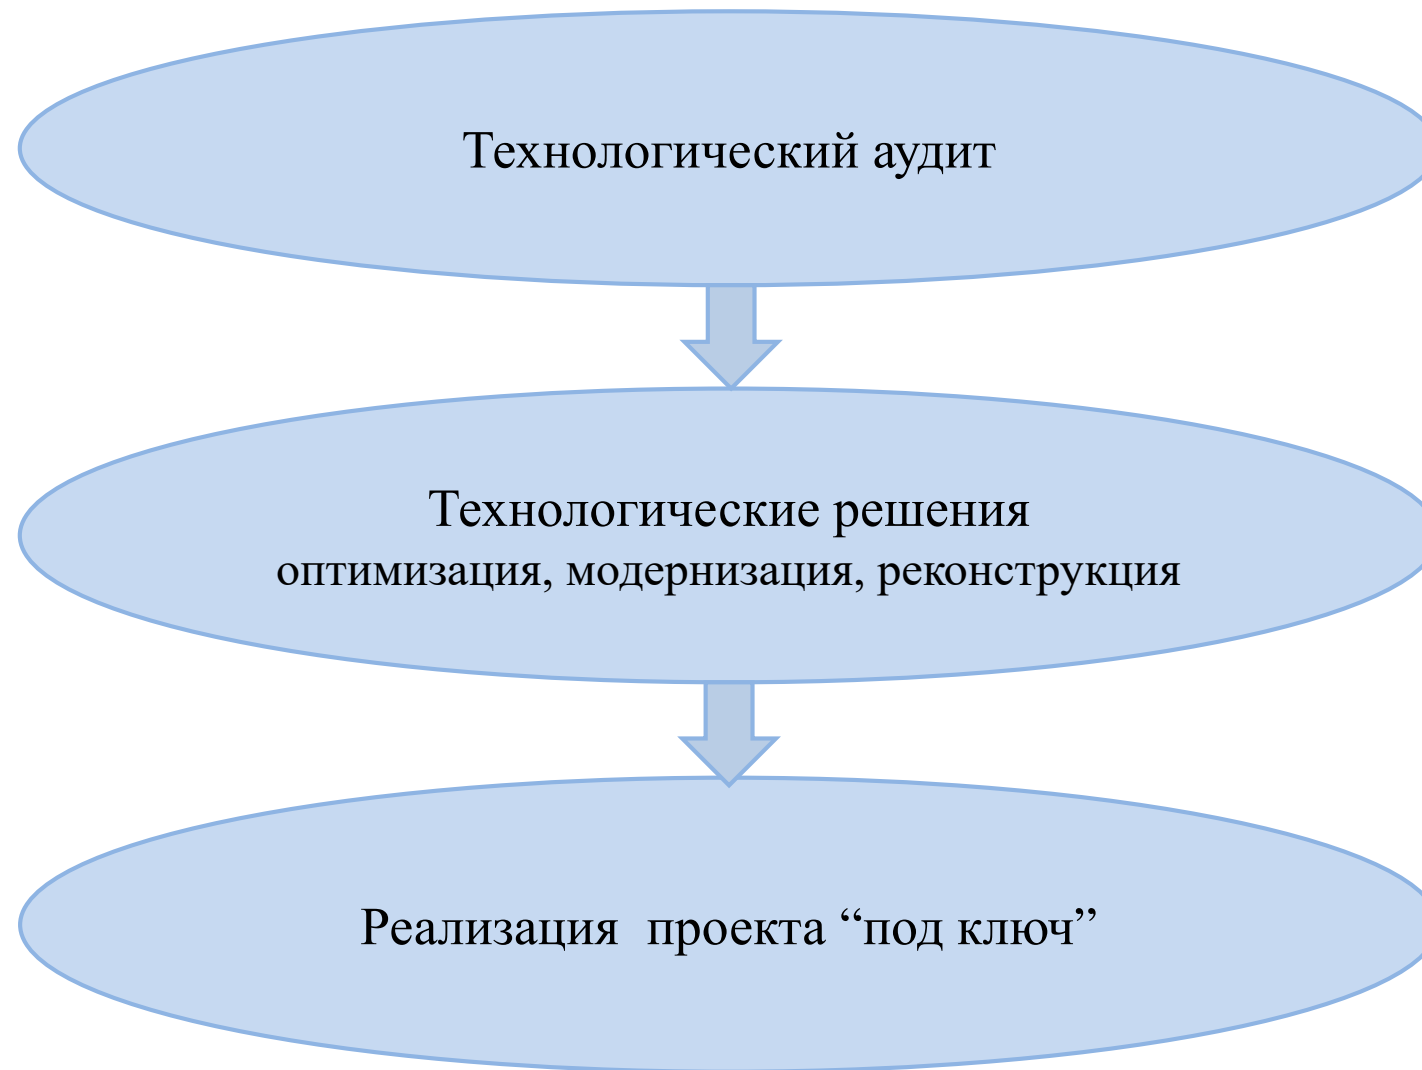 Технологический аудит
Технологические решения
оптимизация, модернизация, реконструкция
Реализация  проекта “под ключ”